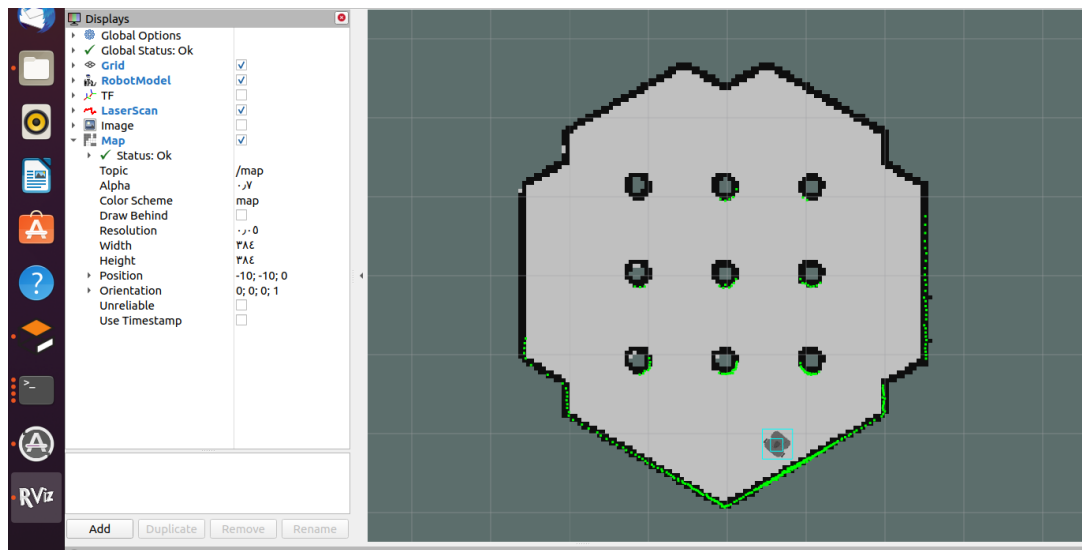 Displays
Global Options
Global Status: Ok
Grid
RobotModel
TF
LaserScan
Image
Map
Status: Ok
Topic /map
Alpha ٠٫٧
Color Scheme map
Draw Behind
Resolution ٠٫٠٥
Width ٣٨٤
Height ٣٨٤
Position -10; -10; 0
Orientation 0; 0; 0; 1
Unreliable
Use Timestamp
RViz
Add Duplicate Remove Rename